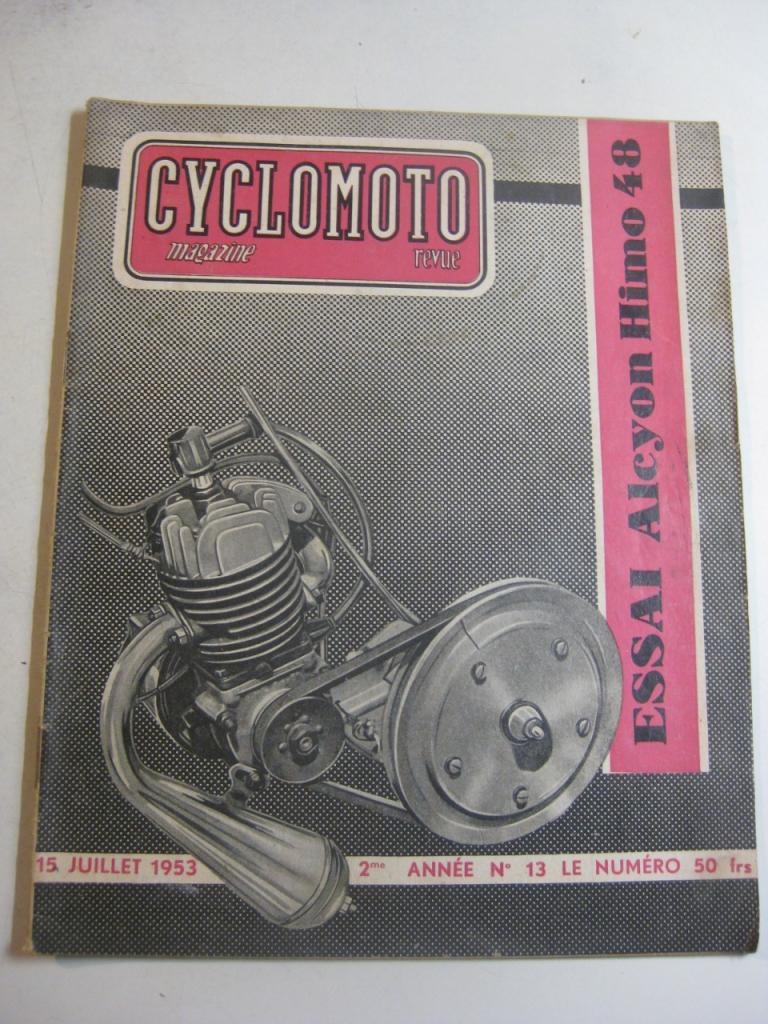 CYCLOMOTO
magazine revue
ESSAI Alcyon Himo 48
15 JUILLET 1953 2me ANNÉE N° 13 LE NUMÉRO 50 frs